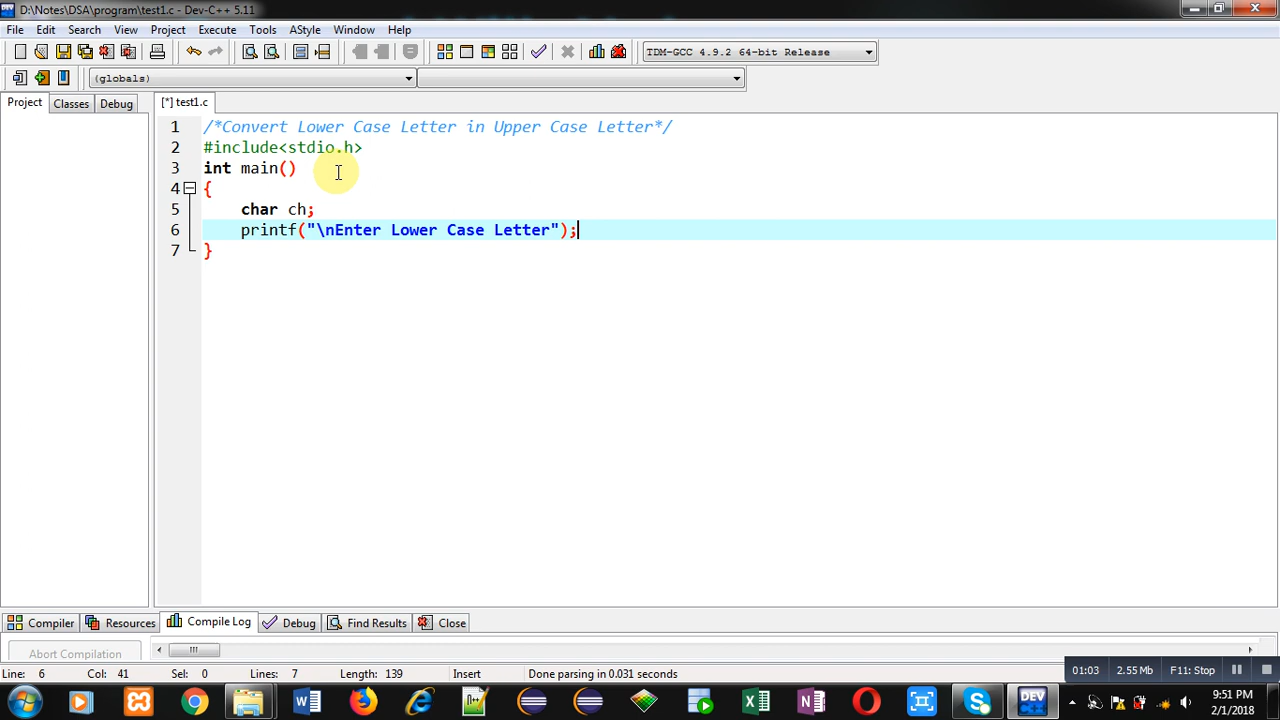 D:\Notes\DSA\program\test1.c - Dev-C++ 5.11
File Edit Search View Project Execute Tools AStyle Window Help
TDM-GCC 4.9.2 64-bit Release
(globals)
Project Classes Debug [*] test1.c
1 /*Convert Lower Case Letter in Upper Case Letter*/
2 #include<stdio.h>
3 int main()
4 {
5 char ch;
6 printf("\nEnter Lower Case Letter");
7 }
Compiler Resources Compile Log Debug Find Results Close
Abort Compilation
Line: 6 Col: 41 Sel: 0 Lines: 7 Length: 139 Insert Done parsing in 0.031 seconds
01:03 2.55 Mb F11: Stop
DEV
9:51 PM
2/1/2018